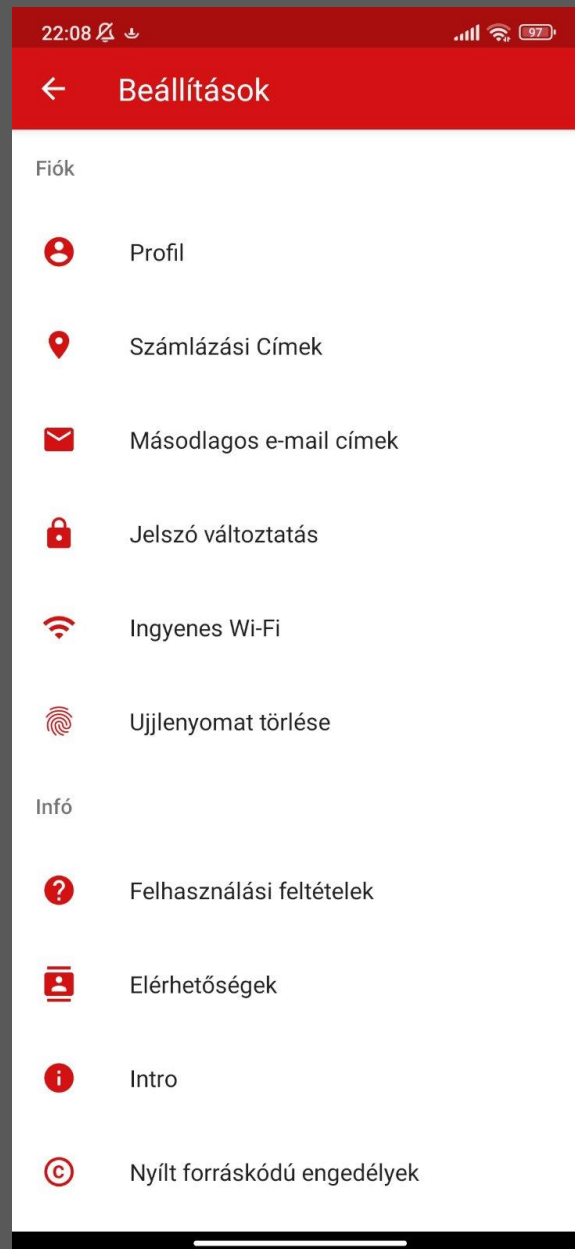 22:08
97
Beállítások
Fiók
Profil
Számlázási Címek
Másodlagos e-mail címek
Jelszó változtatás
Ingyenes Wi-Fi
Ujjlenyomat törlése
Infó
Felhasználási feltételek
Elérhetőségek
Intro
Nyílt forráskódú engedélyek